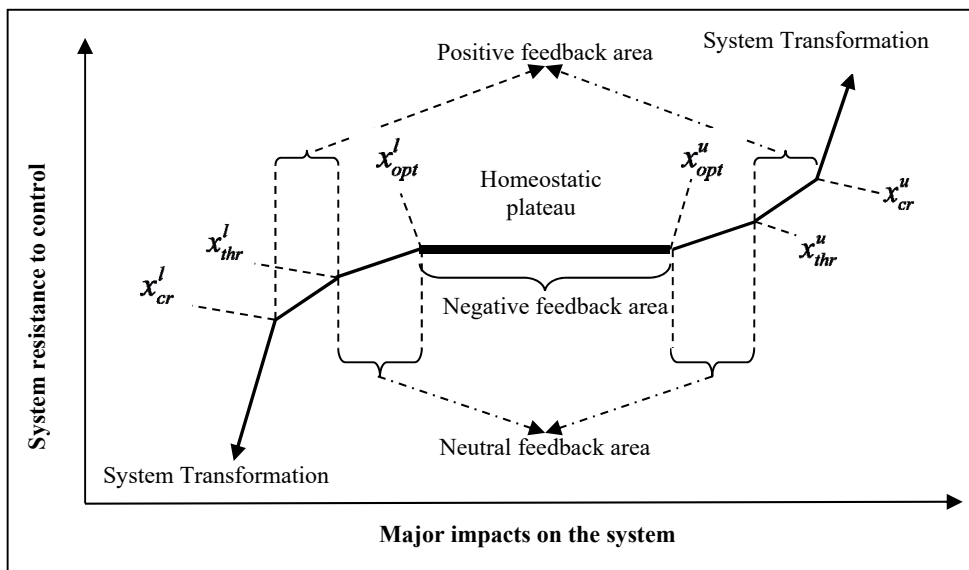 System Transformation
Positive feedback area
x^l_opt
x^u_opt
Homeostatic
plateau
x^u_cr
x^l_thr
x^u_thr
x^l_cr
Negative feedback area
Neutral feedback area
System Transformation
System resistance to control
Major impacts on the system